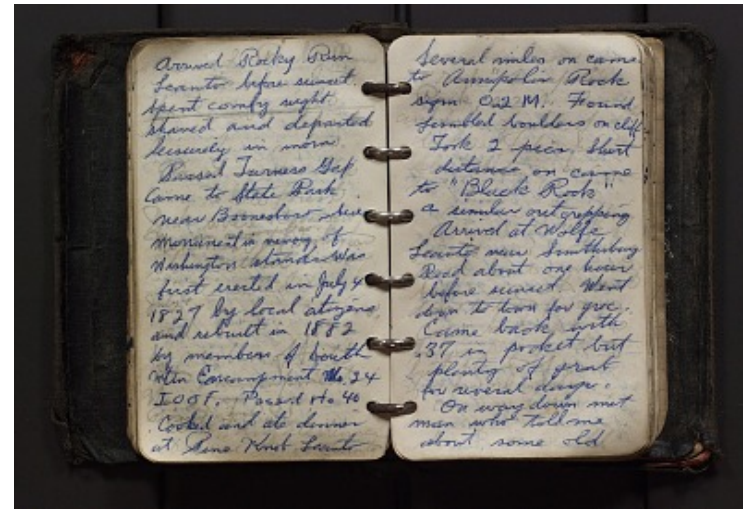 Arrived Rocky Run
Leanto before sunset
Spent comfy night
shaved and departed
leisurely in morn.
Passed Turners Gap
Came to State Park
near Boonesboro where
Monument in memory of
Washington stands. Was
first erected in July 4
1827 by local citizens
and rebuilt in 1882
by members of South
Mtn Encampment No. 24
I.O.O.F. Passed Ho 40
Cooked and ate dinner
at Pine Knob Leanto
Several miles on came
to Annapolis Rock
sign 0.2 M. Found
jumbled boulders on cliff
Took 2 pics. Short
distance on came
to "Black Rock"
a similar outcropping
Arrived at Wolfe
Leanto near Smithsburg
Road about one hour
before sunset. Went
down to town for groc.
Came back with
.37 in pocket but
plenty of grub
for several days.
On way down met
man who told me
about some old